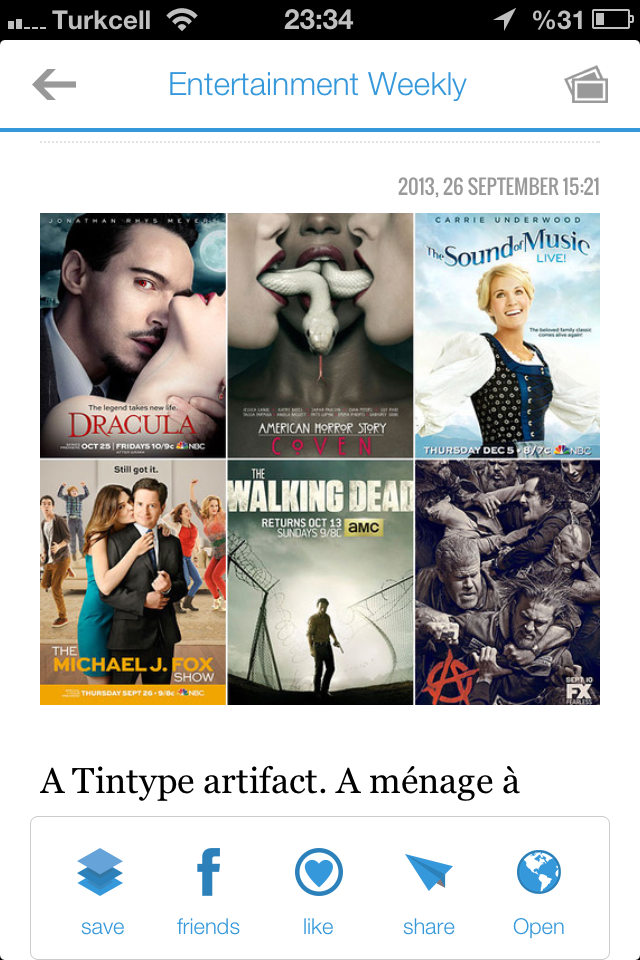 Turkcell 23:34 %31
Entertainment Weekly
2013, 26 SEPTEMBER 15:21
JONATHAN RHYS MEYERS
The legend takes new life.
DRACULA
OCT 25 | FRIDAYS 10/9c NBC
AMERICAN HORROR STORY
COVEN
CARRIE UNDERWOOD
The Sound of Music
LIVE!
The beloved family classic
comes alive again!
THURSDAY DEC 5 • 8/7c NBC
Still got it.
THE
MICHAEL J. FOX
SHOW
THURSDAY SEPT 26 • 9/8c NBC
THE
WALKING DEAD
RETURNS OCT 13
SUNDAYS 9/8C amc
SEPT 10
FX
FEARLESS
A Tintype artifact. A ménage à
save friends like share Open